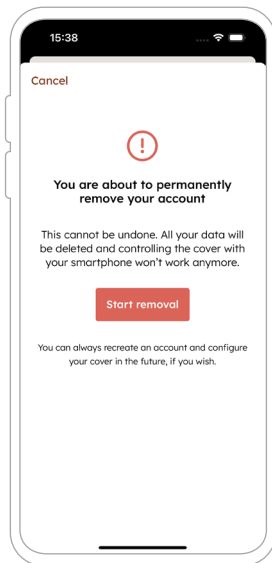 15:38
Cancel
You are about to permanently
remove your account
This cannot be undone. All your data will
be deleted and controlling the cover with
your smartphone won’t work anymore.
Start removal
You can always recreate an account and configure
your cover in the future, if you wish.